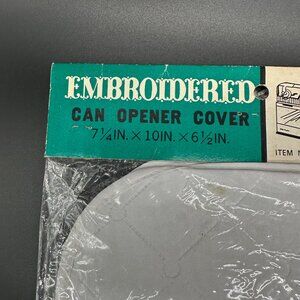 EMBROIDERED
CAN OPENER COVER
7¼IN. × 10IN. × 6½IN.
ITEM